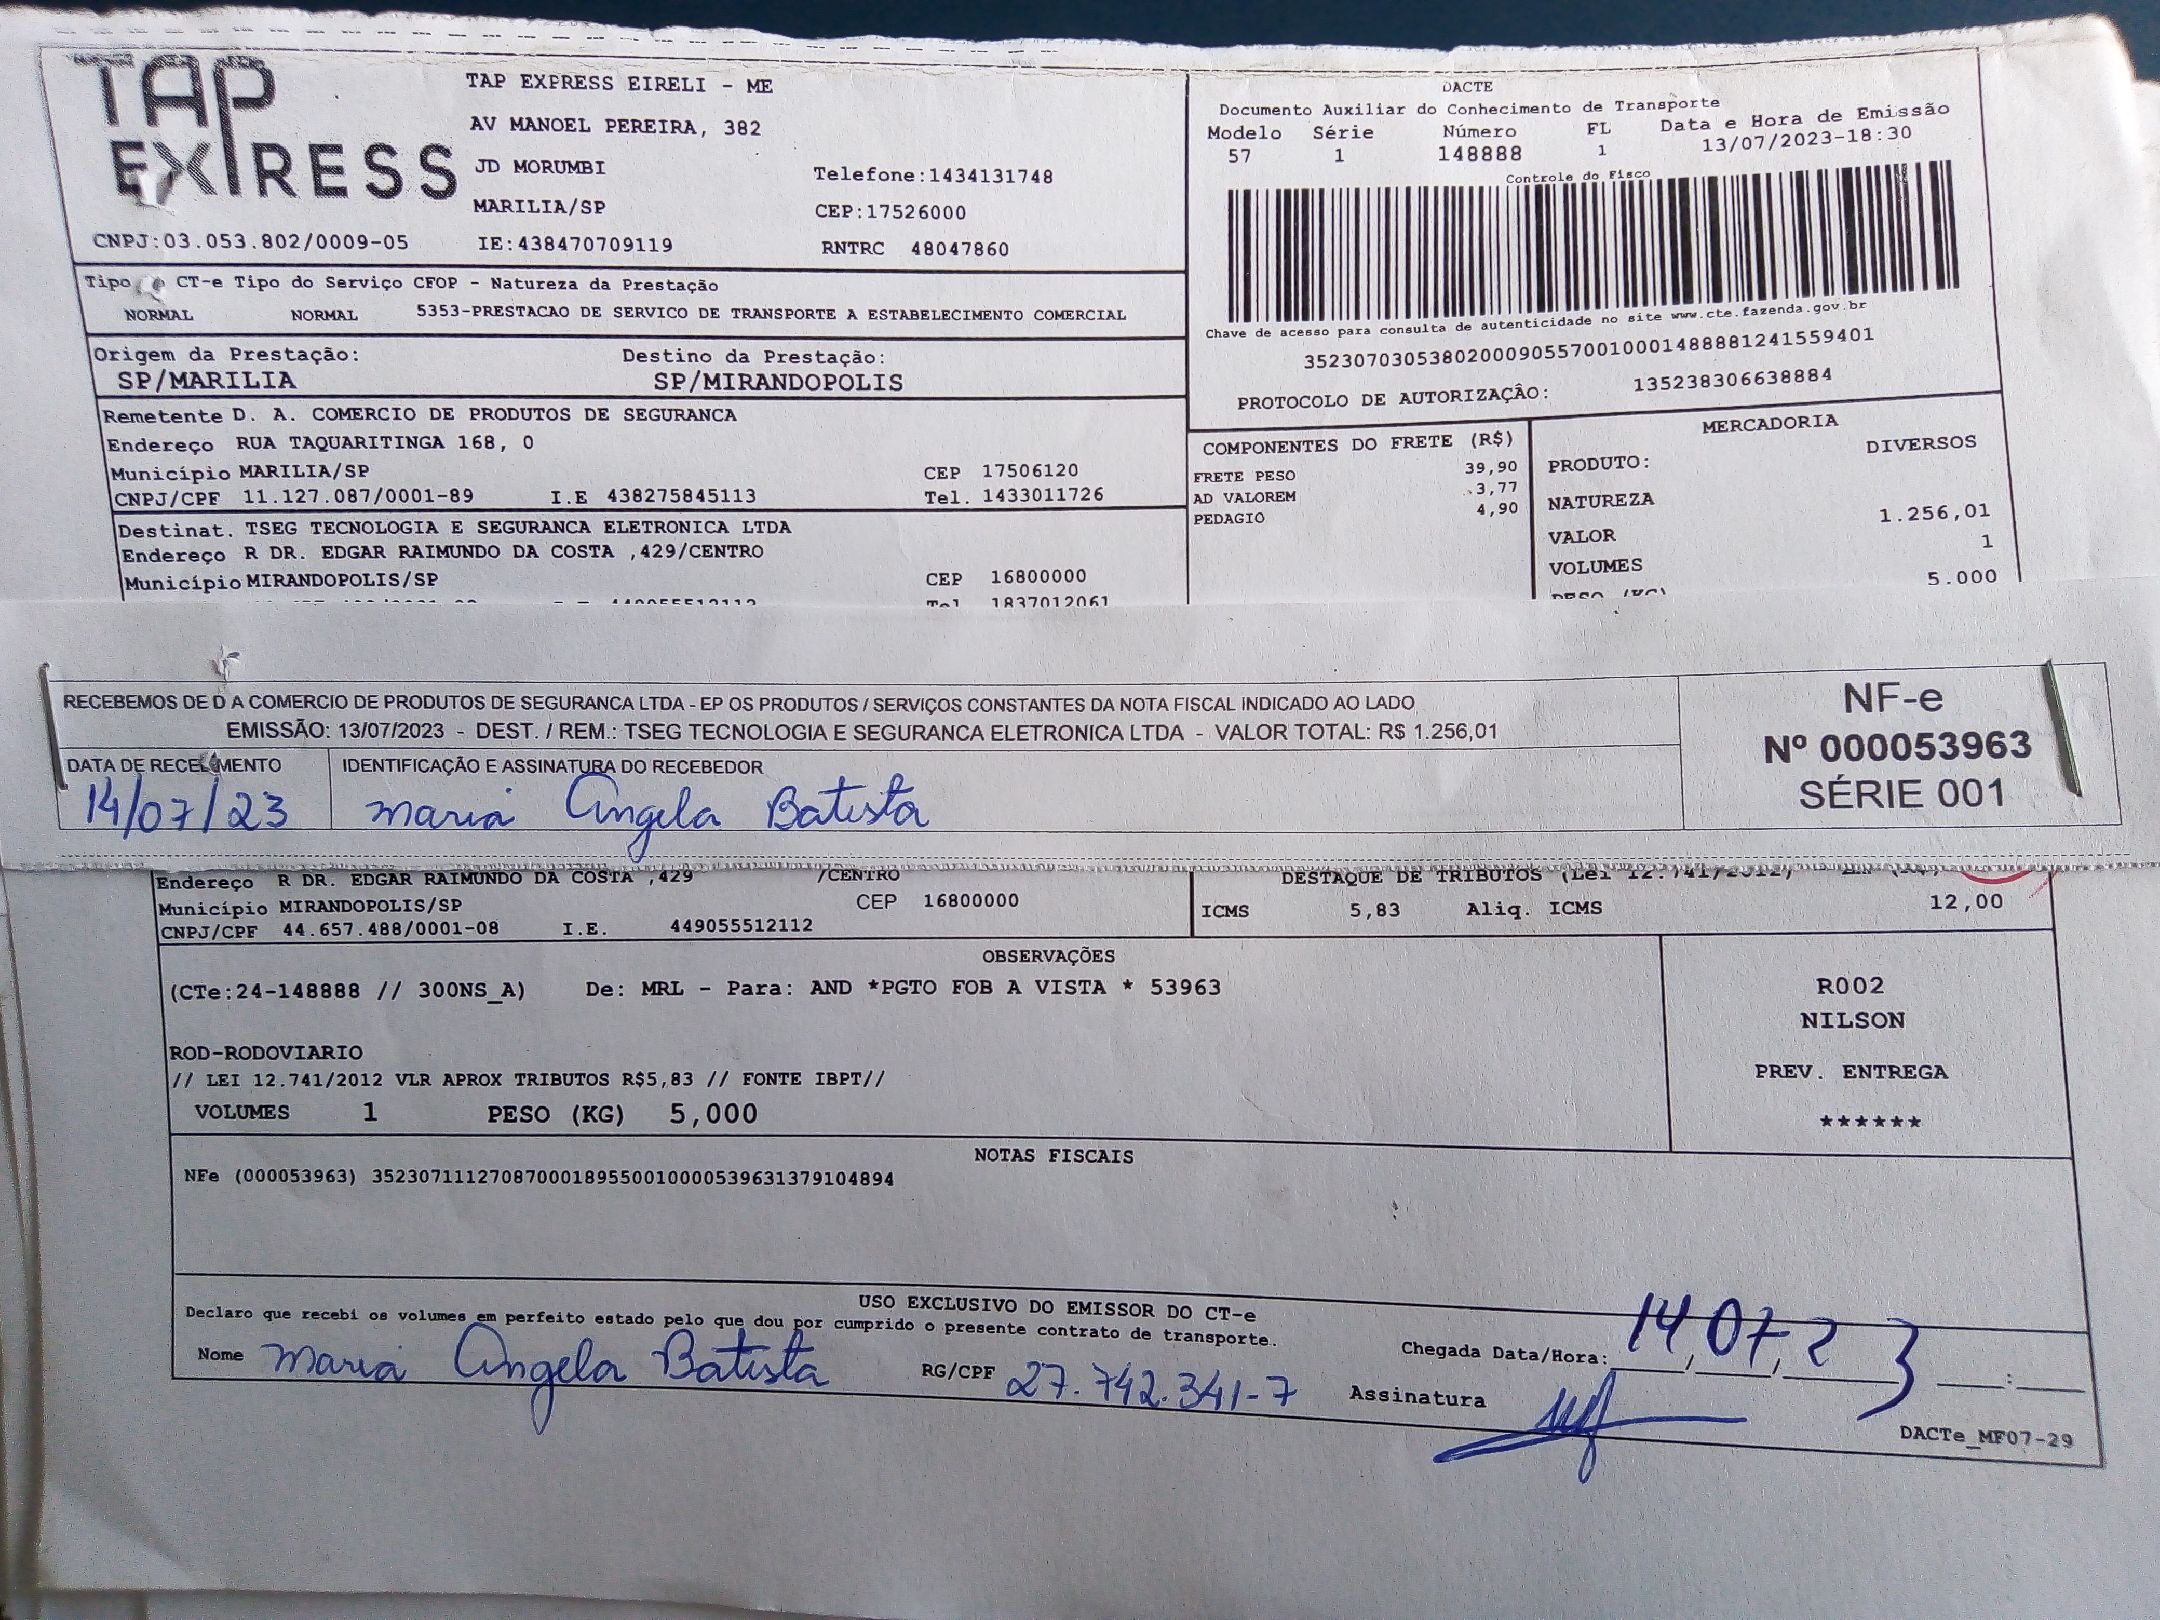 TAP EXPRESS
TAP EXPRESS EIRELI - ME
AV MANOEL PEREIRA, 382
JD MORUMBI
Telefone:1434131748
MARILIA/SP
CEP:17526000
CNPJ:03.053.802/0009-05
IE:438470709119
RNTRC 48047860
DACTE
Documento Auxiliar do Conhecimento de Transporte
Modelo Série Número FL Data e Hora de Emissão
57 1 148888 1 13/07/2023-18:30
Controle do Fisco
Chave de acesso para consulta de autenticidade no site www.cte.fazenda.gov.br
35230703053802000905570010001488881241559401
PROTOCOLO DE AUTORIZAÇÃO: 135238306638884
Tipo CT-e Tipo do Serviço CFOP - Natureza da Prestação
NORMAL NORMAL 5353-PRESTACAO DE SERVICO DE TRANSPORTE A ESTABELECIMENTO COMERCIAL
Origem da Prestação: Destino da Prestação:
SP/MARILIA SP/MIRANDOPOLIS
Remetente D. A. COMERCIO DE PRODUTOS DE SEGURANCA
Endereço RUA TAQUARITINGA 168, 0
Município MARILIA/SP CEP 17506120
CNPJ/CPF 11.127.087/0001-89 I.E 438275845113 Tel. 1433011726
Destinat. TSEG TECNOLOGIA E SEGURANCA ELETRONICA LTDA
Endereço R DR. EDGAR RAIMUNDO DA COSTA ,429/CENTRO
Município MIRANDOPOLIS/SP CEP 16800000
Tel 1837012061
COMPONENTES DO FRETE (R$)
FRETE PESO 39,90
AD VALOREM 3,77
PEDAGIO 4,90
MERCADORIA
PRODUTO: DIVERSOS
NATUREZA
VALOR 1.256,01
VOLUMES 1
PESO (KG) 5.000
RECEBEMOS DE D A COMERCIO DE PRODUTOS DE SEGURANCA LTDA - EP OS PRODUTOS / SERVIÇOS CONSTANTES DA NOTA FISCAL INDICADO AO LADO
EMISSÃO: 13/07/2023 - DEST. / REM.: TSEG TECNOLOGIA E SEGURANCA ELETRONICA LTDA - VALOR TOTAL: R$ 1.256,01
DATA DE RECEBIMENTO IDENTIFICAÇÃO E ASSINATURA DO RECEBEDOR
14/07/23 Maria Angela Batista
NF-e
Nº 000053963
SÉRIE 001
Endereço R DR. EDGAR RAIMUNDO DA COSTA ,429 /CENTRO
Município MIRANDOPOLIS/SP CEP 16800000
CNPJ/CPF 44.657.488/0001-08 I.E. 449055512112
DESTAQUE DE TRIBUTOS (Lei 12.741/2012)
ICMS 5,83 Aliq. ICMS 12,00
OBSERVAÇÕES
(CTe:24-148888 // 300NS_A) De: MRL - Para: AND *PGTO FOB A VISTA * 53963
ROD-RODOVIARIO
// LEI 12.741/2012 VLR APROX TRIBUTOS R$5,83 // FONTE IBPT//
VOLUMES 1 PESO (KG) 5,000
R002
NILSON
PREV. ENTREGA
******
NOTAS FISCAIS
NFe (000053963) 35230711127087000189550010000539631379104894
USO EXCLUSIVO DO EMISSOR DO CT-e
Declaro que recebi os volumes em perfeito estado pelo que dou por cumprido o presente contrato de transporte.
Nome Maria Angela Batista RG/CPF 27.742.341-7
Chegada Data/Hora: 14/07/23 :
Assinatura
DACTe_MF07-29